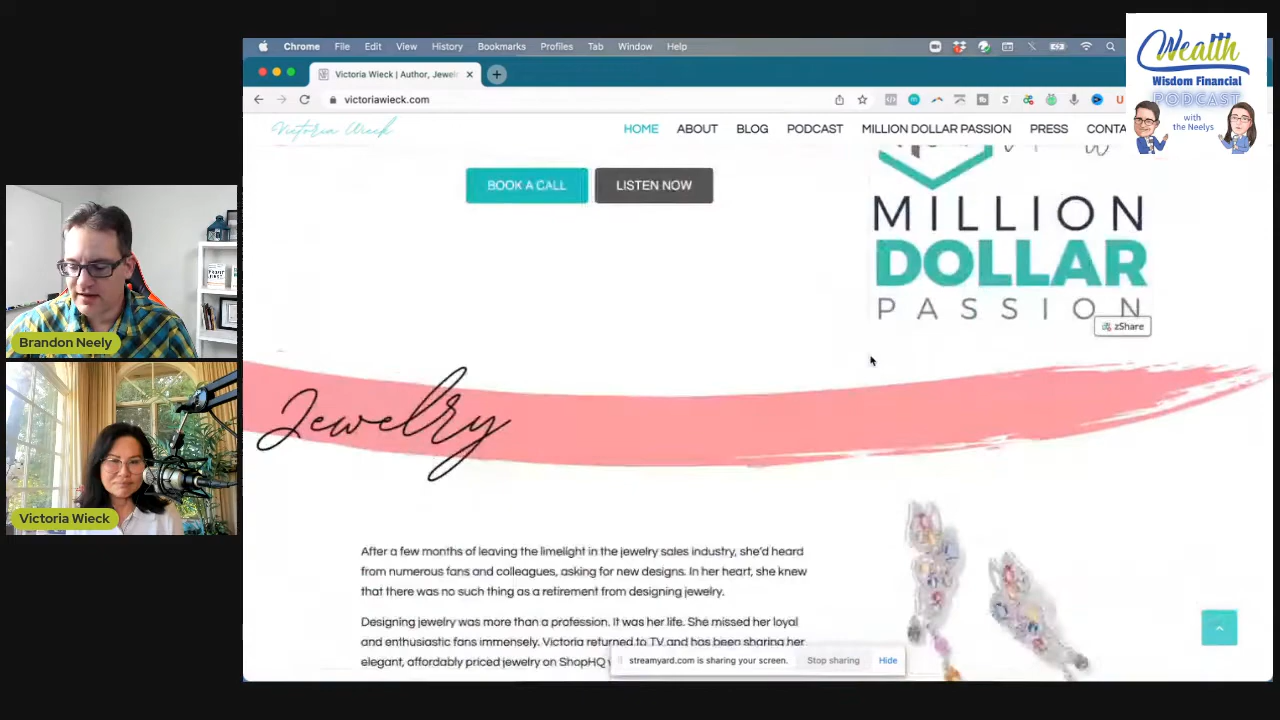 Chrome File Edit View History Bookmarks Profiles Tab Window Help
Victoria Wieck | Author, Jewelr
victoriawieck.com
Victoria Wieck
HOME ABOUT BLOG PODCAST MILLION DOLLAR PASSION PRESS CONTA
Wealth
Wisdom Financial
PODCAST
with
the Neelys
BOOK A CALL LISTEN NOW
MILLION
DOLLAR
PASSION
zShare
Jewelry
After a few months of leaving the limelight in the jewelry sales industry, she'd heard
from numerous fans and colleagues, asking for new designs. In her heart, she knew
that there was no such thing as a retirement from designing jewelry.
Designing jewelry was more than a profession. It was her life. She missed her loyal
and enthusiastic fans immensely. Victoria returned to TV and has been sharing her
elegant, affordably priced jewelry on ShopHQ
streamyard.com is sharing your screen. Stop sharing Hide
Brandon Neely
Victoria Wieck